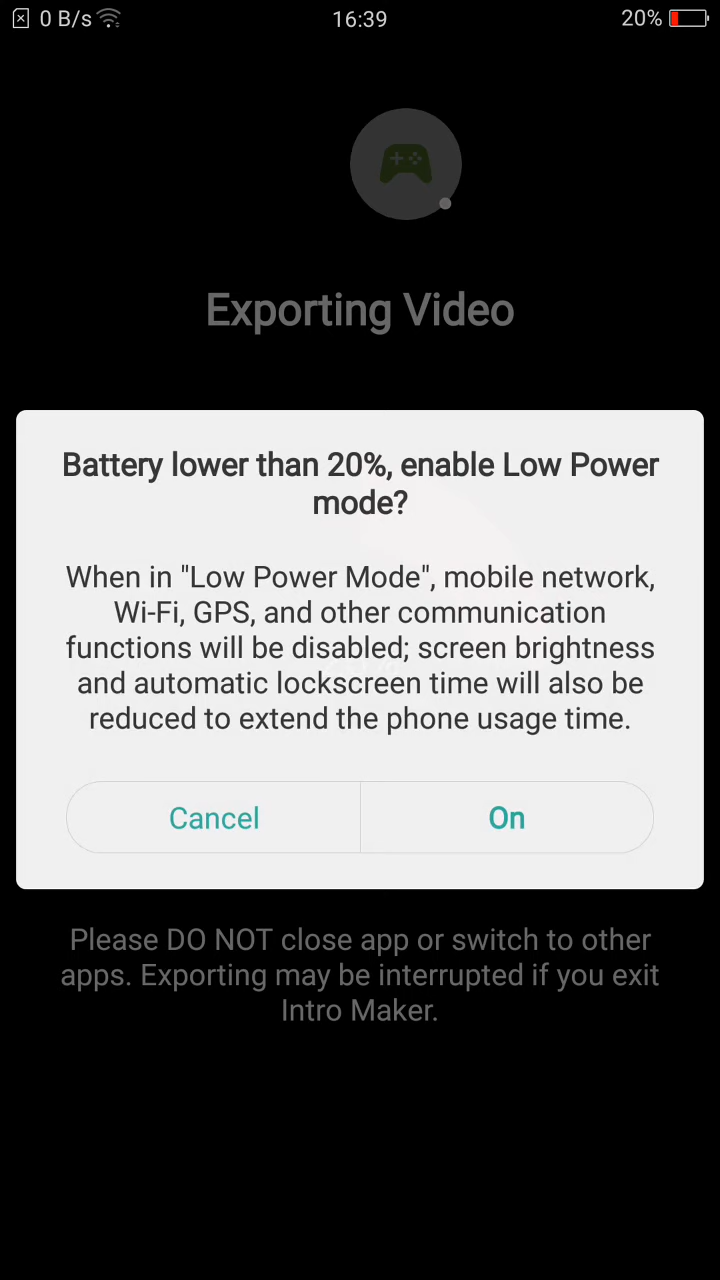 0 B/s
16:39
20%
Exporting Video
Battery lower than 20%, enable Low Power
mode?
When in "Low Power Mode", mobile network,
Wi-Fi, GPS, and other communication
functions will be disabled; screen brightness
and automatic lockscreen time will also be
reduced to extend the phone usage time.
Cancel
On
Please DO NOT close app or switch to other
apps. Exporting may be interrupted if you exit
Intro Maker.